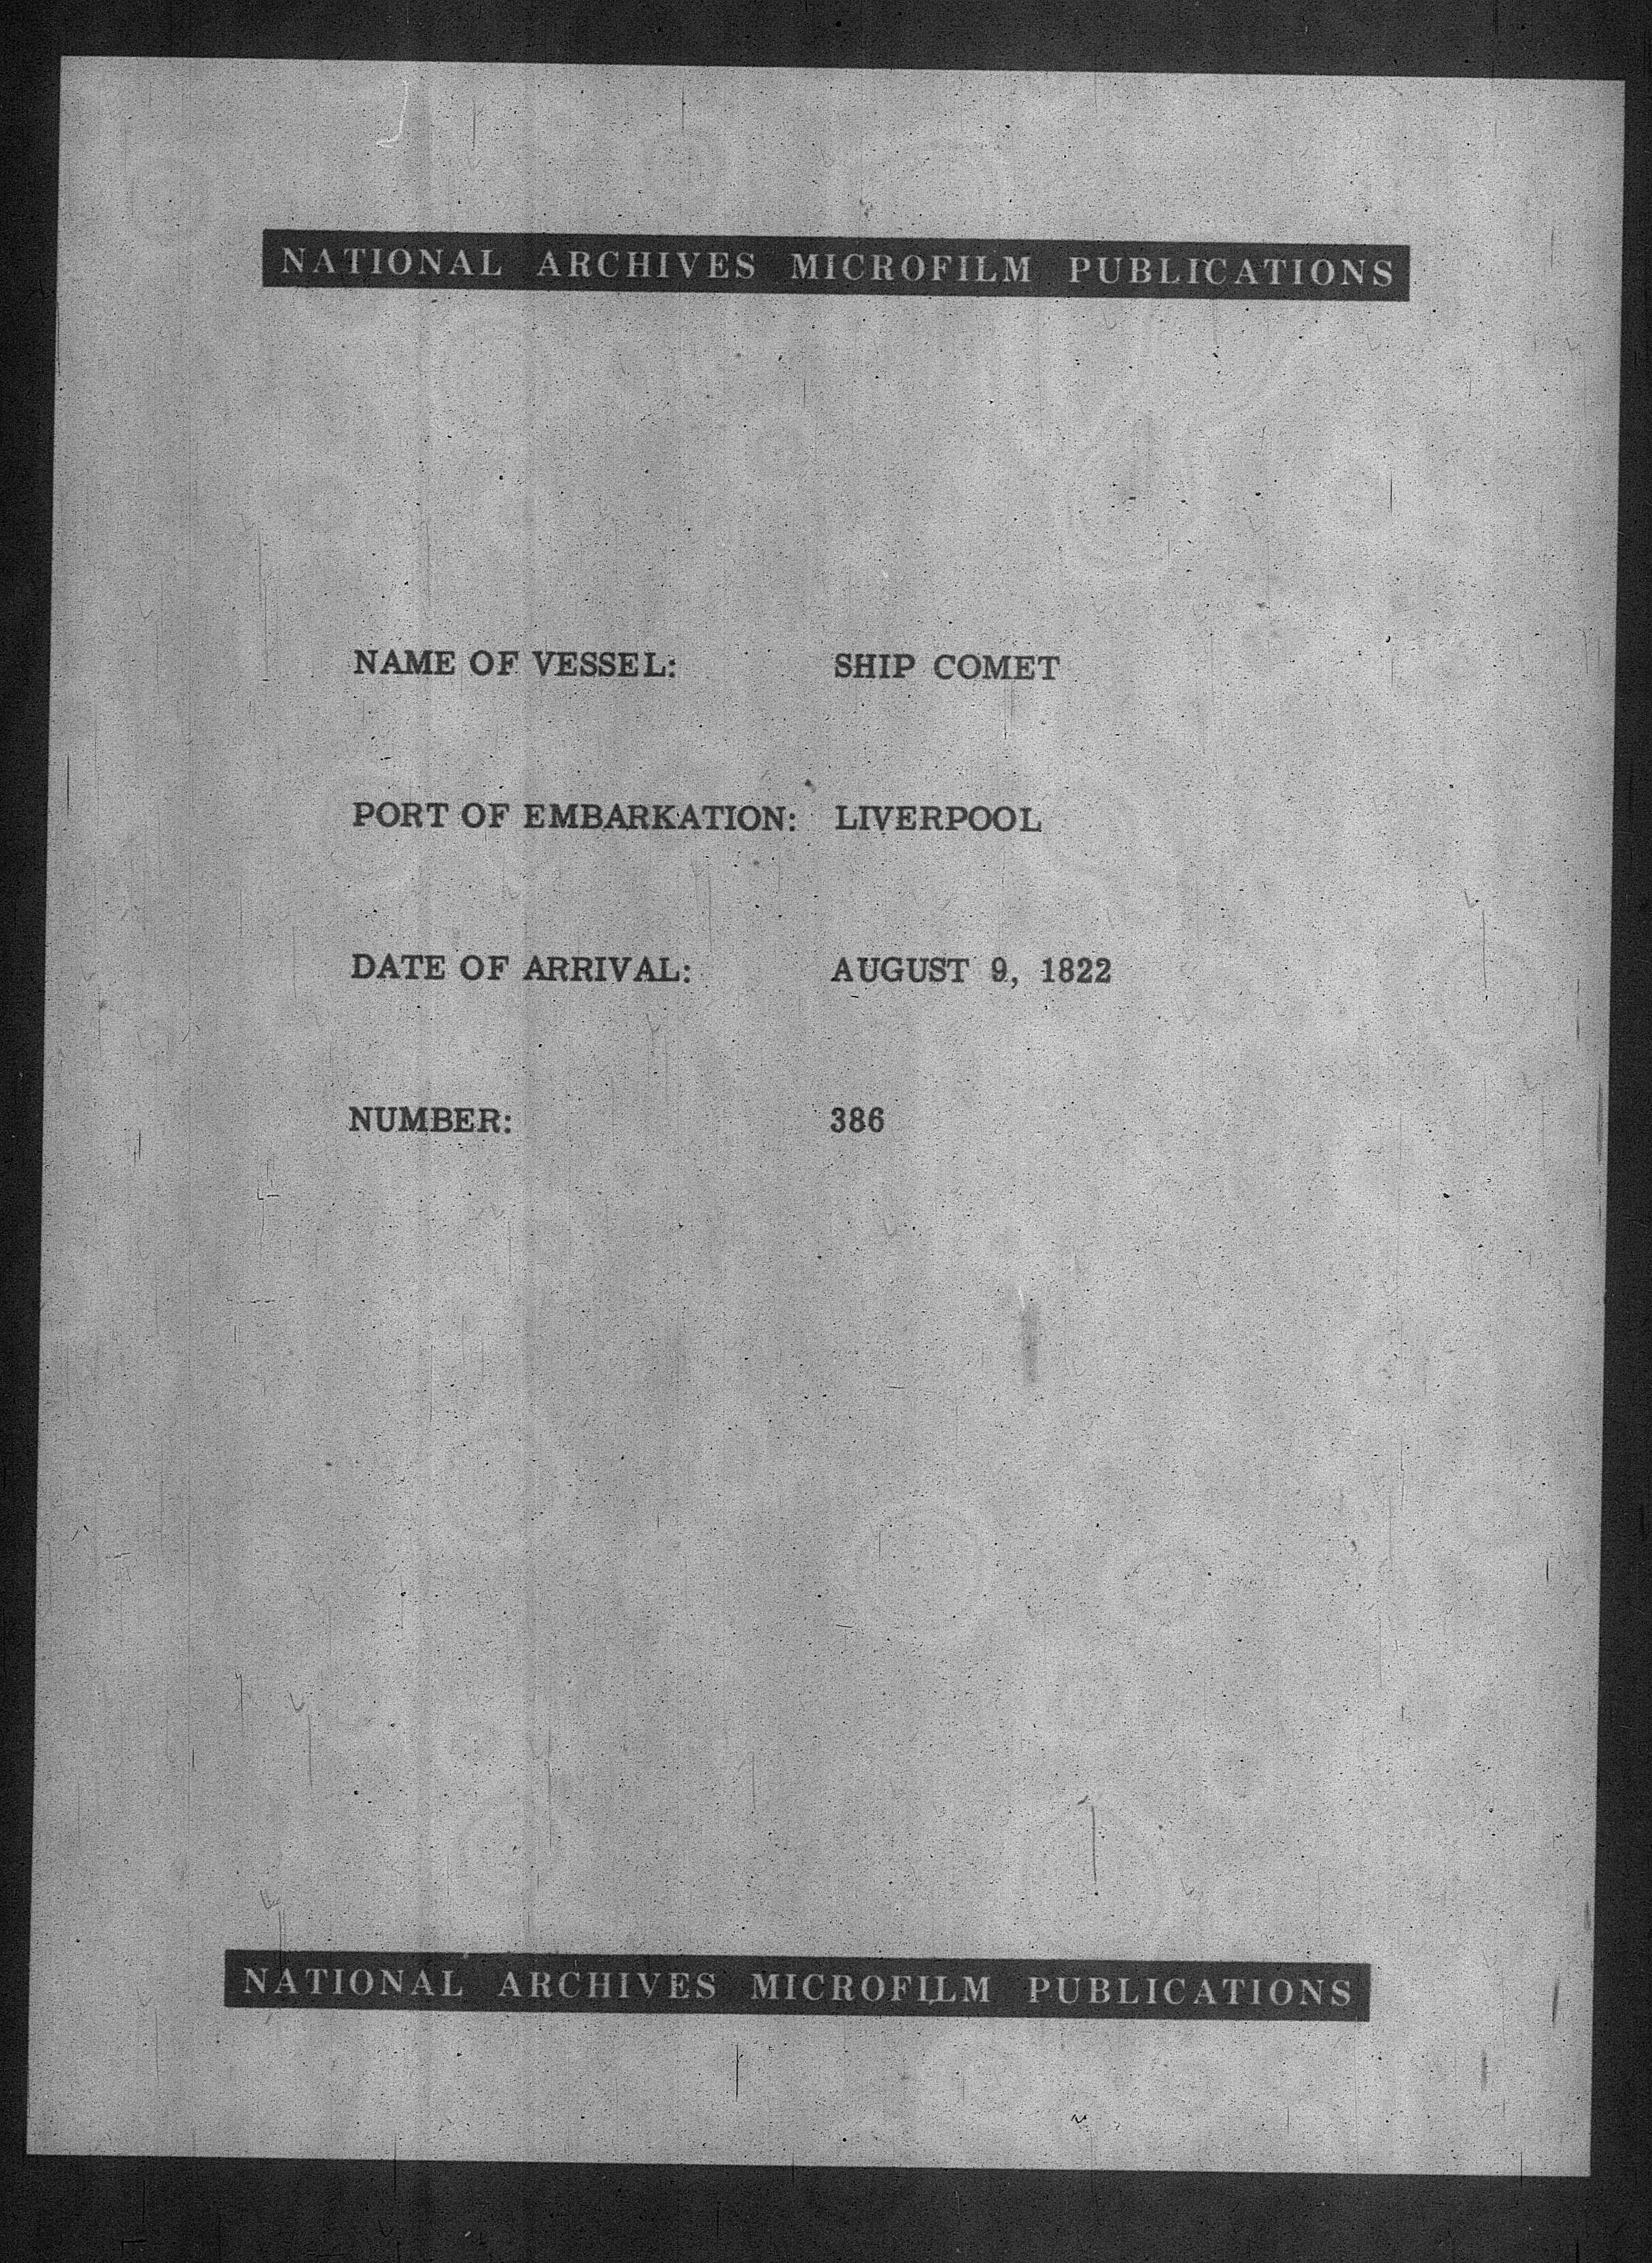 NATIONAL ARCHIVES MICROFILM PUBLICATIONS
NAME OF VESSEL: SHIP COMET
PORT OF EMBARKATION: LIVERPOOL
DATE OF ARRIVAL: AUGUST 9, 1822
NUMBER: 386
NATIONAL ARCHIVES MICROFILM PUBLICATIONS